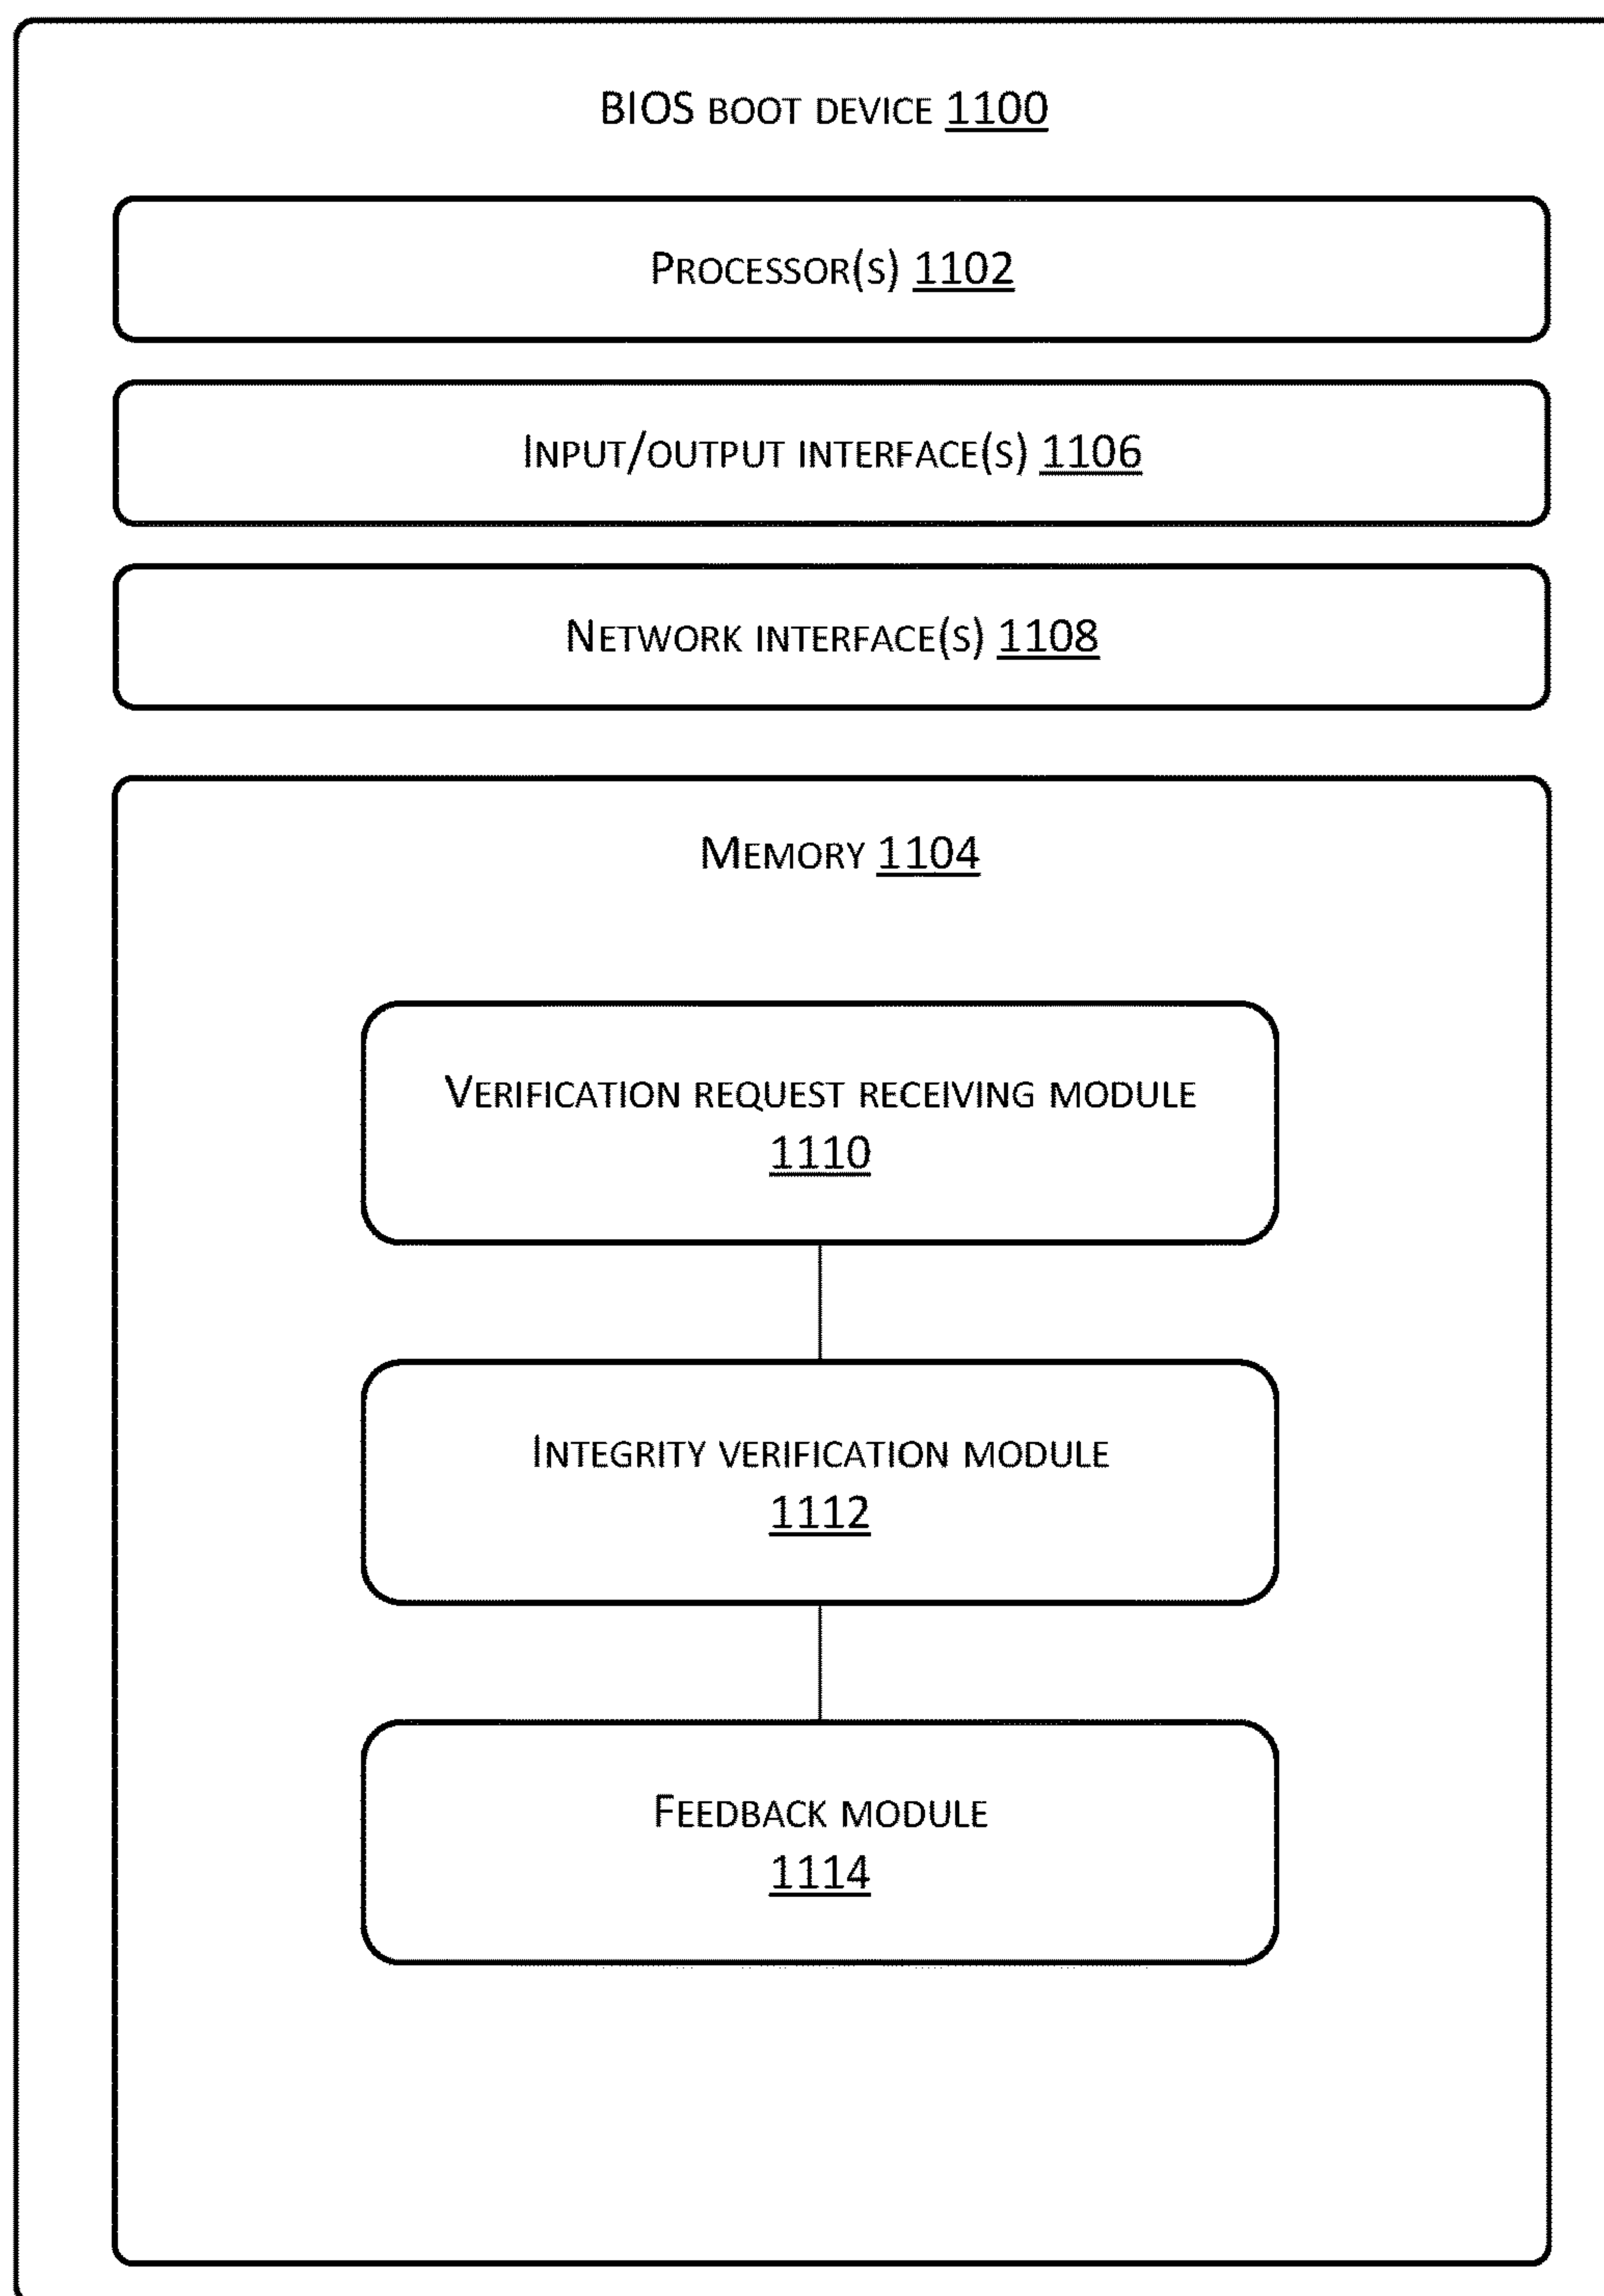 BIOS BOOT DEVICE 1100
PROCESSOR(S) 1102
INPUT/OUTPUT INTERFACE(S) 1106
NETWORK INTERFACE(S) 1108
MEMORY 1104
VERIFICATION REQUEST RECEIVING MODULE
1110
INTEGRITY VERIFICATION MODULE
1112
FEEDBACK MODULE
1114